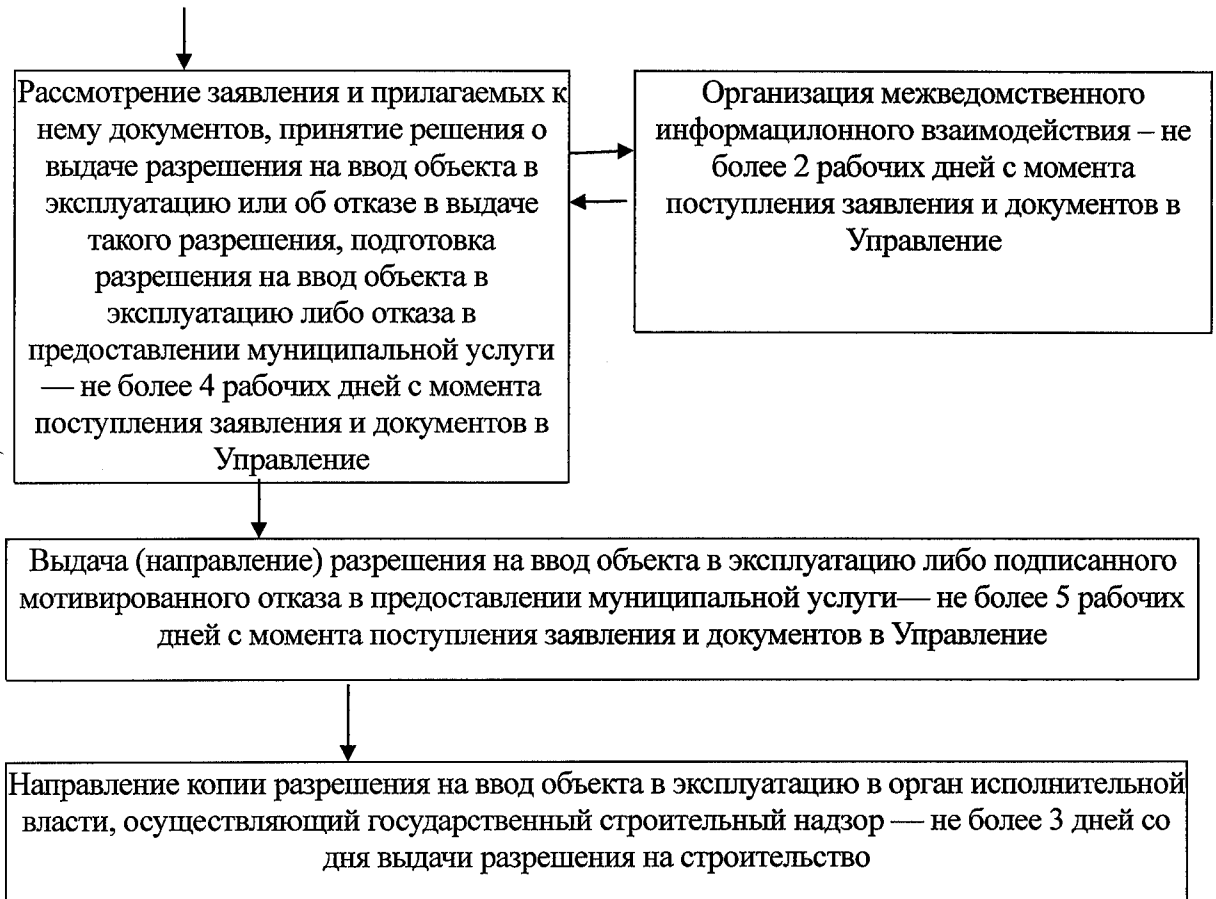 Рассмотрение заявления и прилагаемых к
нему документов, принятие решения о
выдаче разрешения на ввод объекта в
эксплуатацию или об отказе в выдаче
такого разрешения, подготовка
разрешения на ввод объекта в
эксплуатацию либо отказа в
предоставлении муниципальной услуги
— не более 4 рабочих дней с момента
поступления заявления и документов в
Управление
Организация межведомственного
информацилонного взаимодействия – не
более 2 рабочих дней с момента
поступления заявления и документов в
Управление
Выдача (направление) разрешения на ввод объекта в эксплуатацию либо подписанного
мотивированного отказа в предоставлении муниципальной услуги— не более 5 рабочих
дней с момента поступления заявления и документов в Управление
Направление копии разрешения на ввод объекта в эксплуатацию в орган исполнительной
власти, осуществляющий государственный строительный надзор — не более 3 дней со
дня выдачи разрешения на строительство